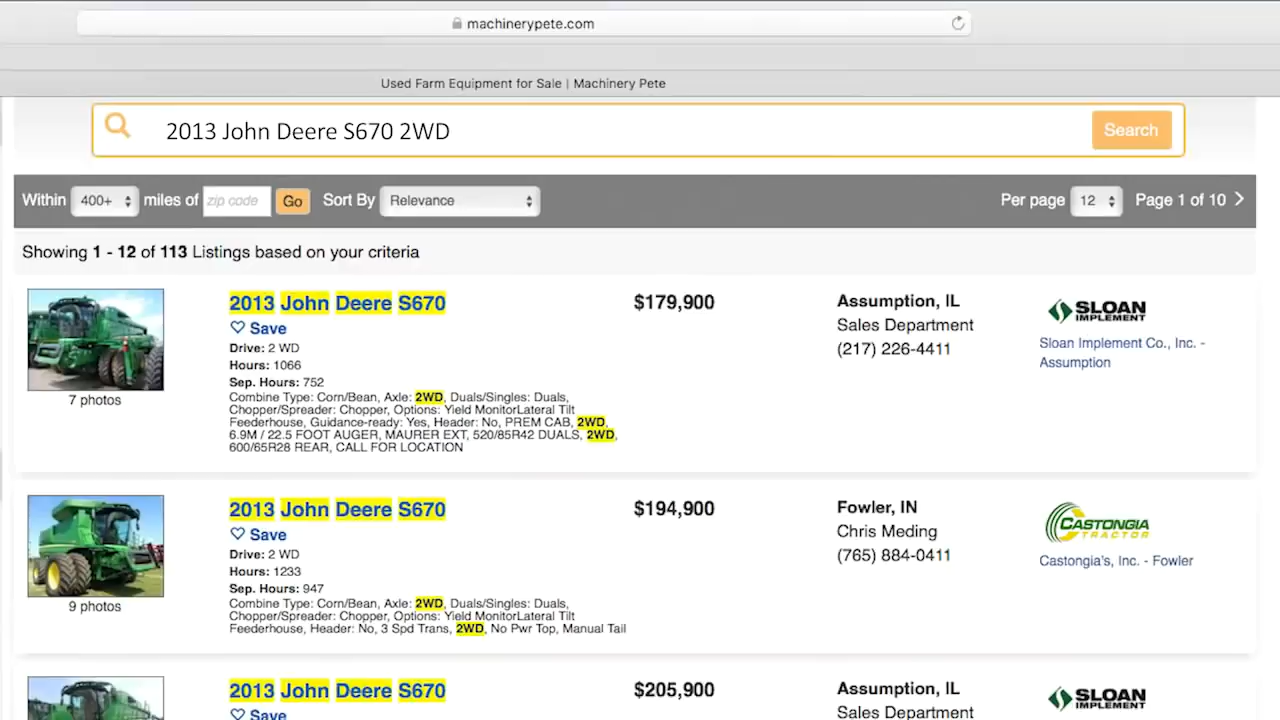 machinerypete.com
Used Farm Equipment for Sale | Machinery Pete
2013 John Deere S670 2WD
Search
Within 400+ miles of zip code Go Sort By Relevance Per page 12 Page 1 of 10
Showing 1 - 12 of 113 Listings based on your criteria
2013 John Deere S670 $179,900 Assumption, IL
Save
Sales Department
(217) 226-4411
SLOAN
IMPLEMENT
Sloan Implement Co., Inc. -
Assumption
Drive: 2 WD
Hours: 1066
Sep. Hours: 752
Combine Type: Corn/Bean, Axle: 2WD, Duals/Singles: Duals,
Chopper/Spreader: Chopper, Options: Yield MonitorLateral Tilt
Feederhouse, Guidance-ready: Yes, Header: No, PREM CAB, 2WD,
6.9M / 22.5 FOOT AUGER, MAURER EXT, 520/85R42 DUALS, 2WD,
600/65R28 REAR, CALL FOR LOCATION
7 photos
2013 John Deere S670 $194,900 Fowler, IN
Save
Chris Meding
(765) 884-0411
CASTONGIA
TRACTOR
Castongia's, Inc. - Fowler
Drive: 2 WD
Hours: 1233
Sep. Hours: 947
Combine Type: Corn/Bean, Axle: 2WD, Duals/Singles: Duals,
Chopper/Spreader: Chopper, Options: Yield MonitorLateral Tilt
Feederhouse, Header: No, 3 Spd Trans, 2WD, No Pwr Top, Manual Tail
9 photos
2013 John Deere S670 $205,900 Assumption, IL
Save
Sales Department
SLOAN
IMPLEMENT